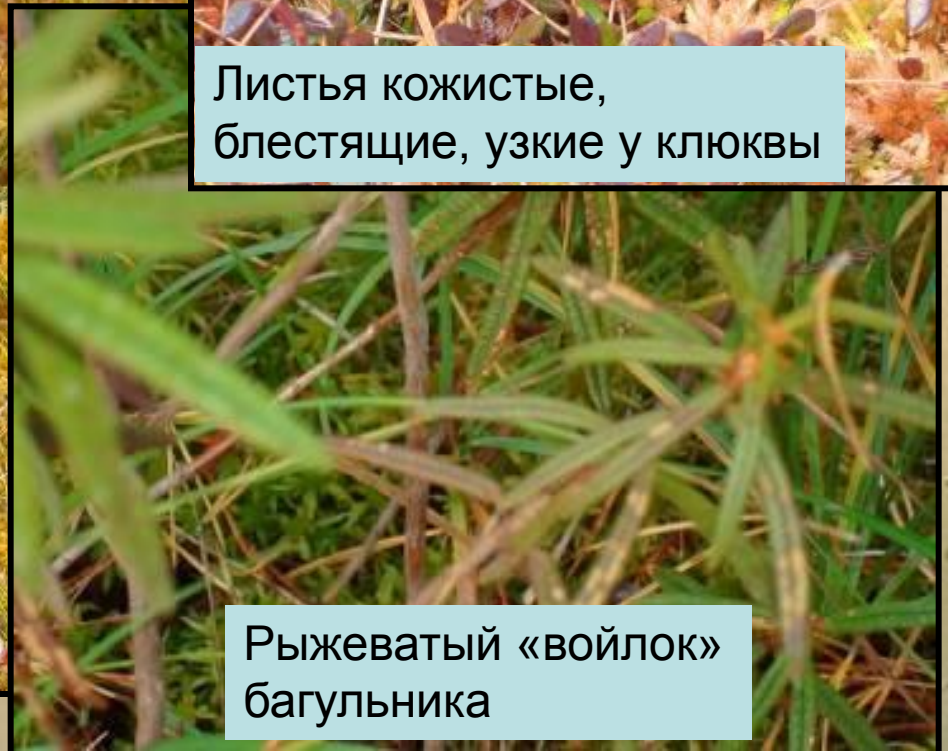 Листья кожистые,
блестящие, узкие у клюквы
Рыжеватый «войлок»
багульника